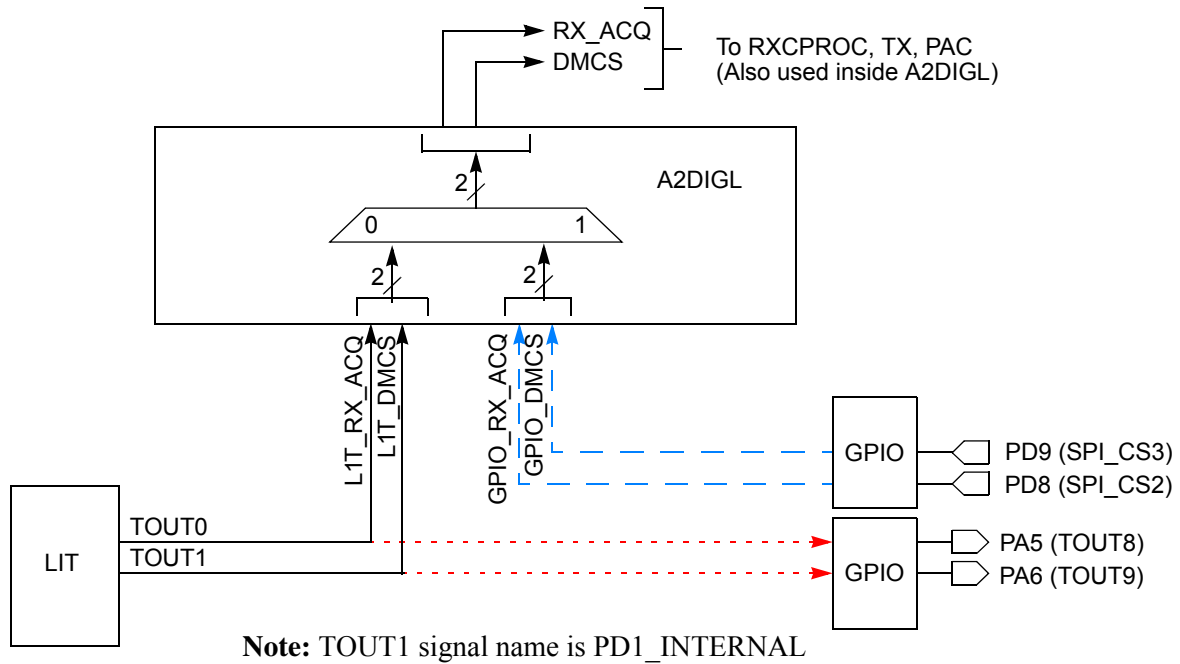 RX_ACQ
DMCS
To RXCPROC, TX, PAC
(Also used inside A2DIGL)
A2DIGL
2
0
1
2
2
L1T_RX_ACQ
L1T_DMCS
GPIO_RX_ACQ
GPIO_DMCS
GPIO
PD9 (SPI_CS3)
PD8 (SPI_CS2)
LIT
TOUT0
TOUT1
GPIO
PA5 (TOUT8)
PA6 (TOUT9)
Note: TOUT1 signal name is PD1_INTERNAL